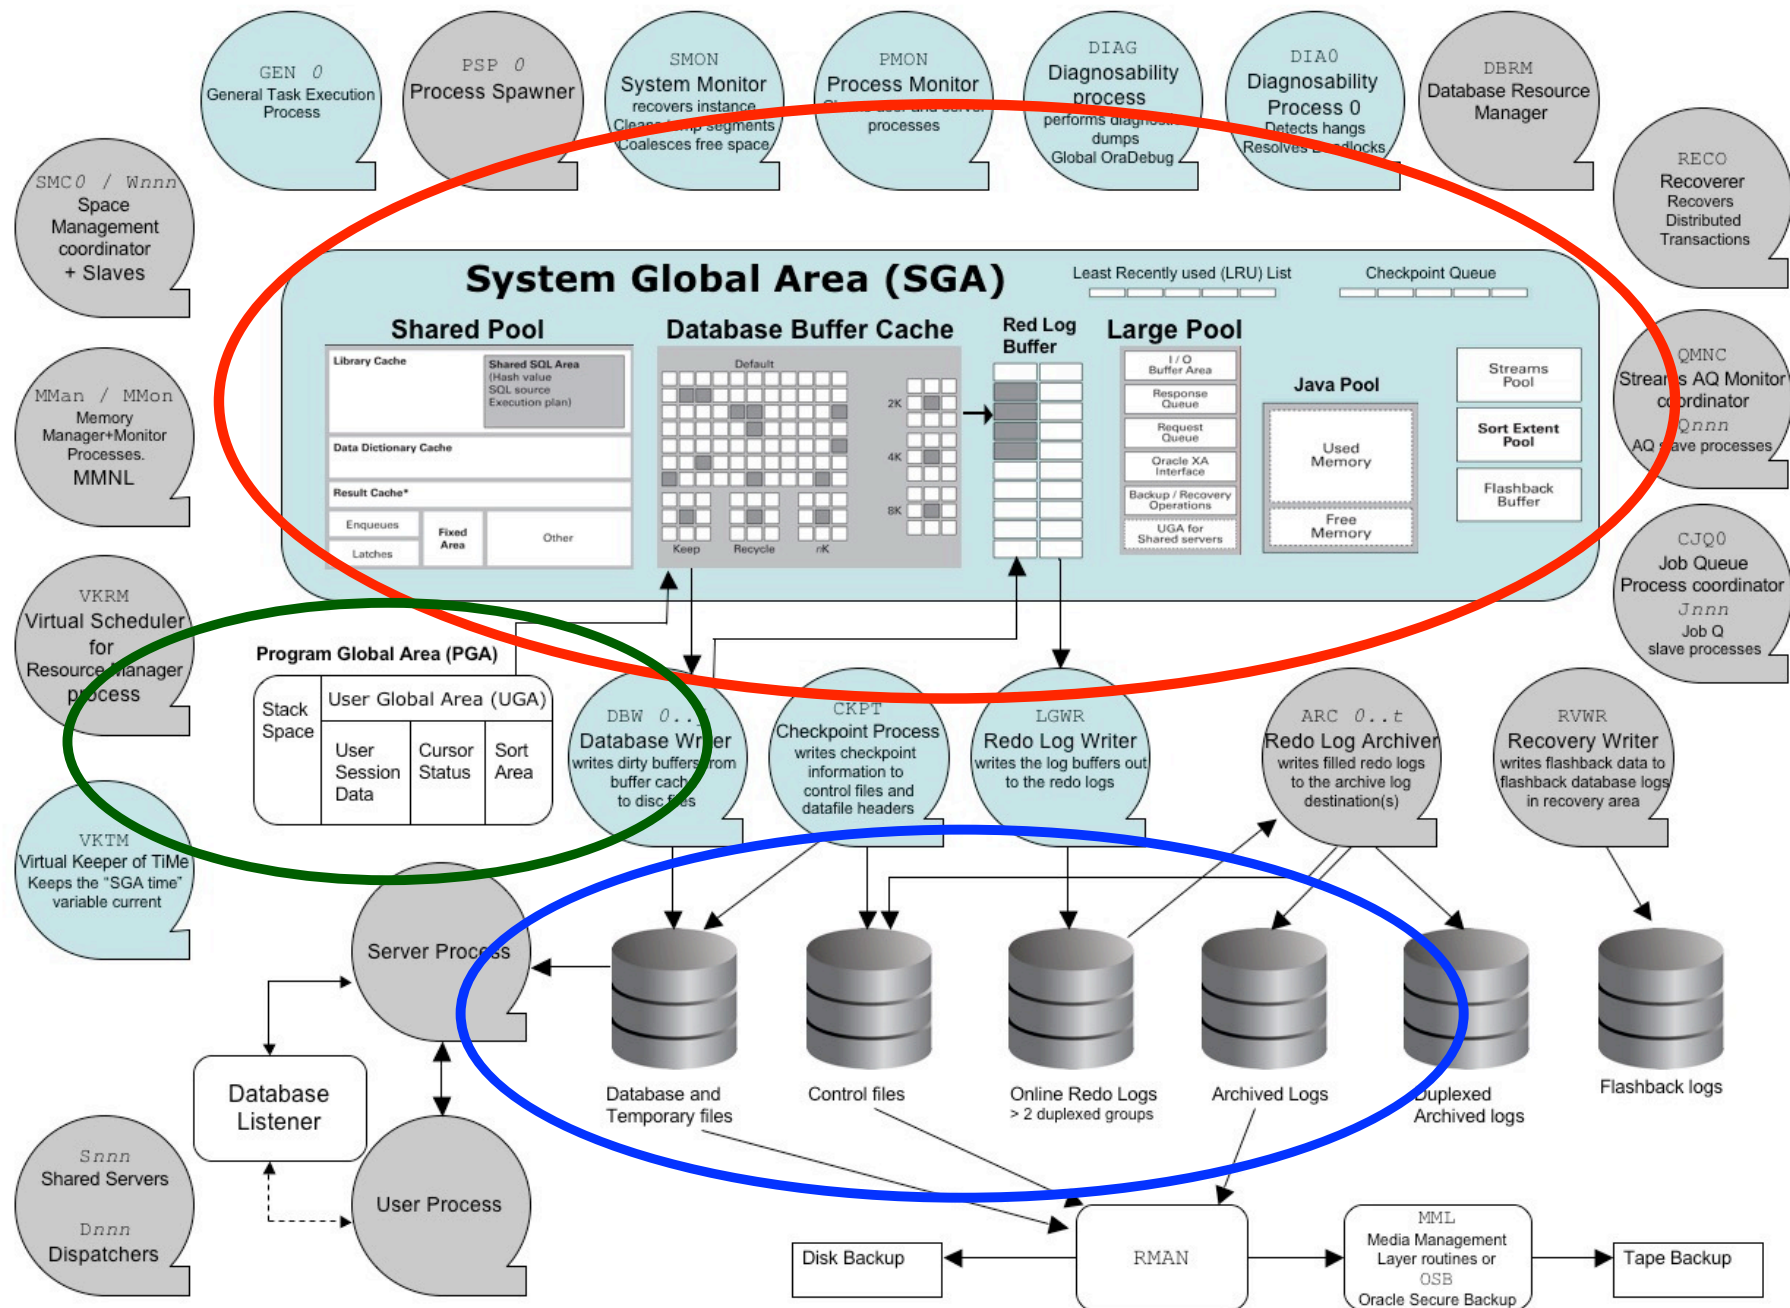 GEN 0
General Task Execution
Process
PSP 0
Process Spawner
SMON
System Monitor
recovers instance
Cleans temp segments
Coalesces free space
PMON
Process Monitor
user and server
processes
DIAG
Diagnosability
process
performs diagnostic
dumps
Global OraDebug
DIA0
Diagnosability
Process 0
Detects hangs
Resolves Deadlocks
DBRM
Database Resource
Manager
RECO
Recoverer
Recovers
Distributed
Transactions
SMC0 / Wnnn
Space
Management
coordinator
+ Slaves
MMan / MMon
Memory
Manager+Monitor
Processes.
MMNL
VKRM
Virtual Scheduler
for
Resource Manager
process
VKTM
Virtual Keeper of TiMe
Keeps the “SGA time”
variable current
QMNC
Streams AQ Monitor
coordinator
Qnnn
AQ slave processes
CJQ0
Job Queue
Process coordinator
Jnnn
Job Q
slave processes
System Global Area (SGA)
Least Recently used (LRU) List
Checkpoint Queue
Shared Pool
Library Cache
Shared SQL Area
(Hash value
SQL source
Execution plan)
Data Dictionary Cache
Result Cache*
Enqueues
Latches
Fixed
Area
Other
Database Buffer Cache
Default
2K
4K
8K
Keep
Recycle
nK
Red Log
Buffer
Large Pool
I / O
Buffer Area
Response
Queue
Request
Queue
Oracle XA
Interface
Backup / Recovery
Operations
UGA for
Shared servers
Java Pool
Used
Memory
Free
Memory
Streams
Pool
Sort Extent
Pool
Flashback
Buffer
Program Global Area (PGA)
Stack
Space
User Global Area (UGA)
User
Session
Data
Cursor
Status
Sort
Area
DBW 0..j
Database Writer
writes dirty buffers from
buffer cache
to disc files
CKPT
Checkpoint Process
writes checkpoint
information to
control files and
datafile headers
LGWR
Redo Log Writer
writes the log buffers out
to the redo logs
ARC 0..t
Redo Log Archiver
writes filled redo logs
to the archive log
destination(s)
RVWR
Recovery Writer
writes flashback data to
flashback database logs
in recovery area
Server Process
Database
Listener
User Process
Snnn
Shared Servers
Dnnn
Dispatchers
Database and
Temporary files
Control files
Online Redo Logs
> 2 duplexed groups
Archived Logs
Duplexed
Archived logs
Flashback logs
Disk Backup
RMAN
MML
Media Management
Layer routines or
OSB
Oracle Secure Backup
Tape Backup